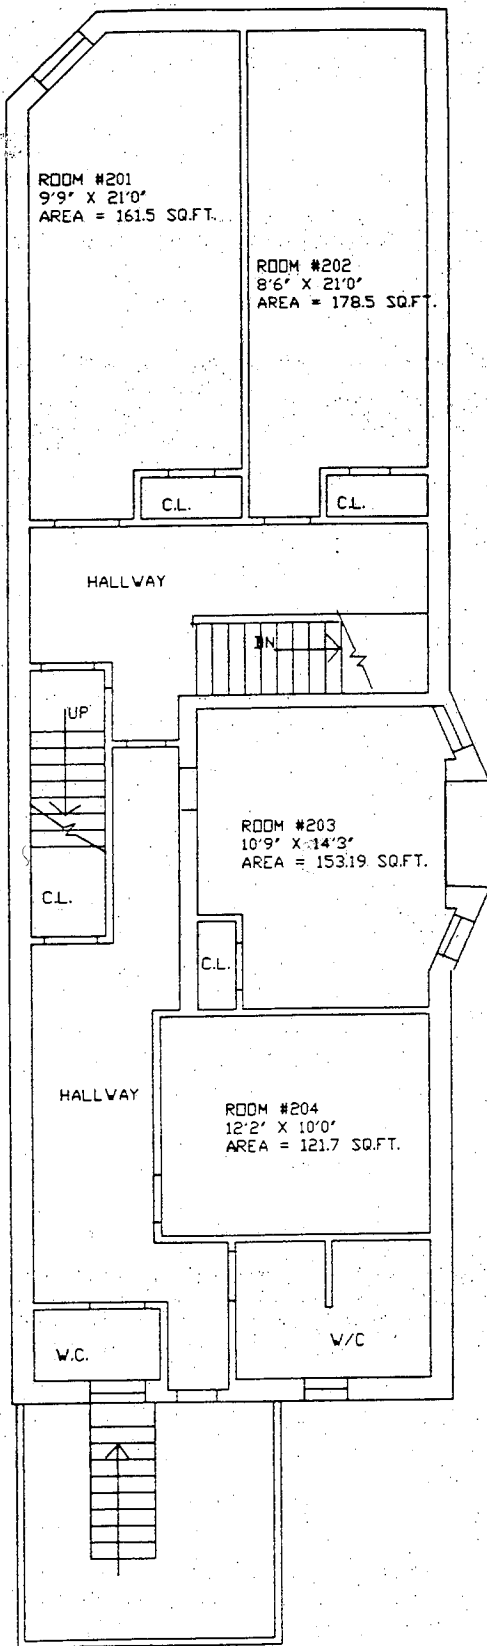 ROOM #201
9'9" X 21'0"
AREA = 161.5 SQ.FT.
ROOM #202
8'6" X 21'0"
AREA = 178.5 SQ.FT.
C.L.
C.L.
HALLWAY
DN
UP
ROOM #203
10'9" X 14'3"
AREA = 153.19 SQ.FT.
C.L.
C.L.
HALLWAY
ROOM #204
12'2" X 10'0"
AREA = 121.7 SQ.FT.
W/C
W.C.